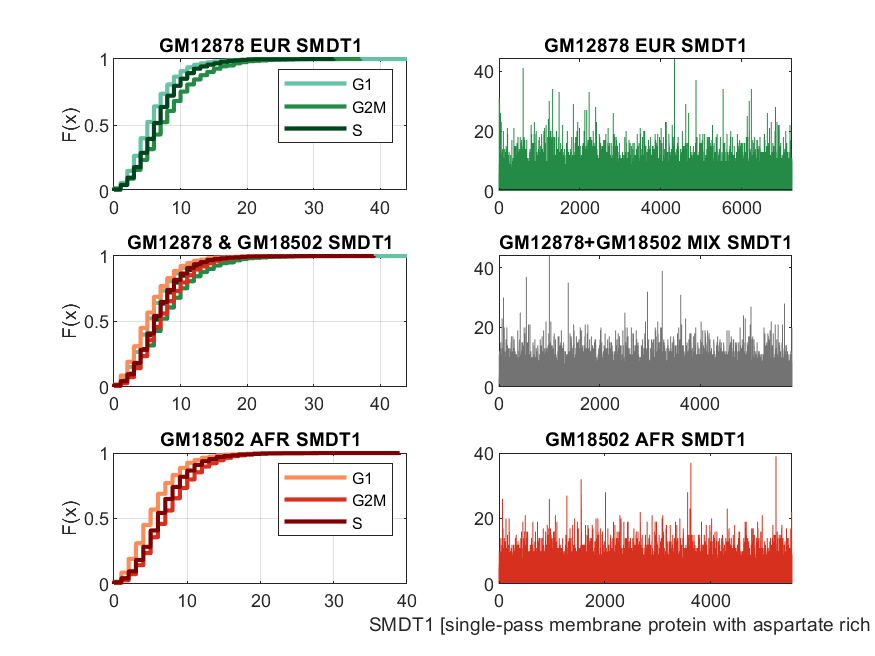 GM12878 EUR SMDT1
F(x)
1
0.5
0
0 10 20 30 40
G1
G2M
S
GM12878 EUR SMDT1
40
20
0
0 2000 4000 6000
GM12878 & GM18502 SMDT1
F(x)
1
0.5
0
0 10 20 30 40
GM12878+GM18502 MIX SMDT1
40
20
0
0 2000 4000
GM18502 AFR SMDT1
F(x)
1
0.5
0
0 10 20 30 40
G1
G2M
S
GM18502 AFR SMDT1
40
20
0
0 2000 4000
SMDT1 [single-pass membrane protein with aspartate rich